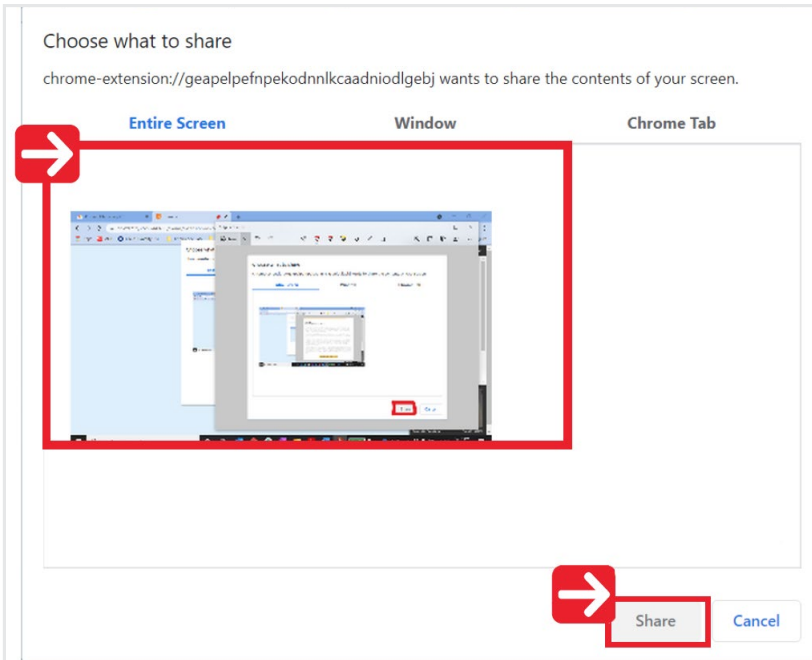 Choose what to share
chrome-extension://geapelpefnpekodnnlkcaadniodlgebj wants to share the contents of your screen.
Entire Screen Window Chrome Tab
Share Cancel